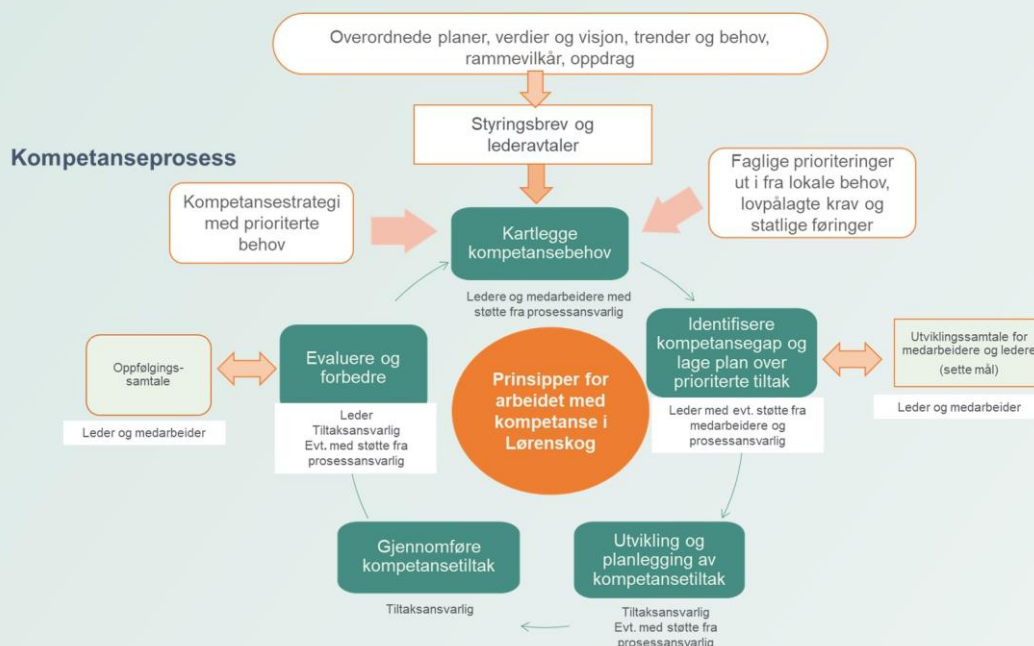 Overordnede planer, verdier og visjon, trender og behov,
rammevilkår, oppdrag
Styringsbrev og
lederavtaler
Kompetanseprosess
Kompetansestrategi
med prioriterte
behov
Faglige prioriteringer
ut i fra lokale behov,
lovpålagte krav og
statlige føringer
Kartlegge
kompetansebehov
Ledere og medarbeidere med
støtte fra prosessansvarlig
Identifisere
kompetansegap og
lage plan over
prioriterte tiltak
Leder med evt. støtte fra
medarbeidere og
prosessansvarlig
Utviklingssamtale for
medarbeidere og ledere
(sette mål)
Leder og medarbeider
Oppfølgings-
samtale
Leder og medarbeider
Evaluere og
forbedre
Leder
Tiltaksansvarlig
Evt. med støtte fra
prosessansvarlig
Prinsipper for
arbeidet med
kompetanse i
Lørenskog
Gjennomføre
kompetansetiltak
Tiltaksansvarlig
Utvikling og
planlegging av
kompetansetiltak
Tiltaksansvarlig
Evt. med støtte fra
prosessansvarlig